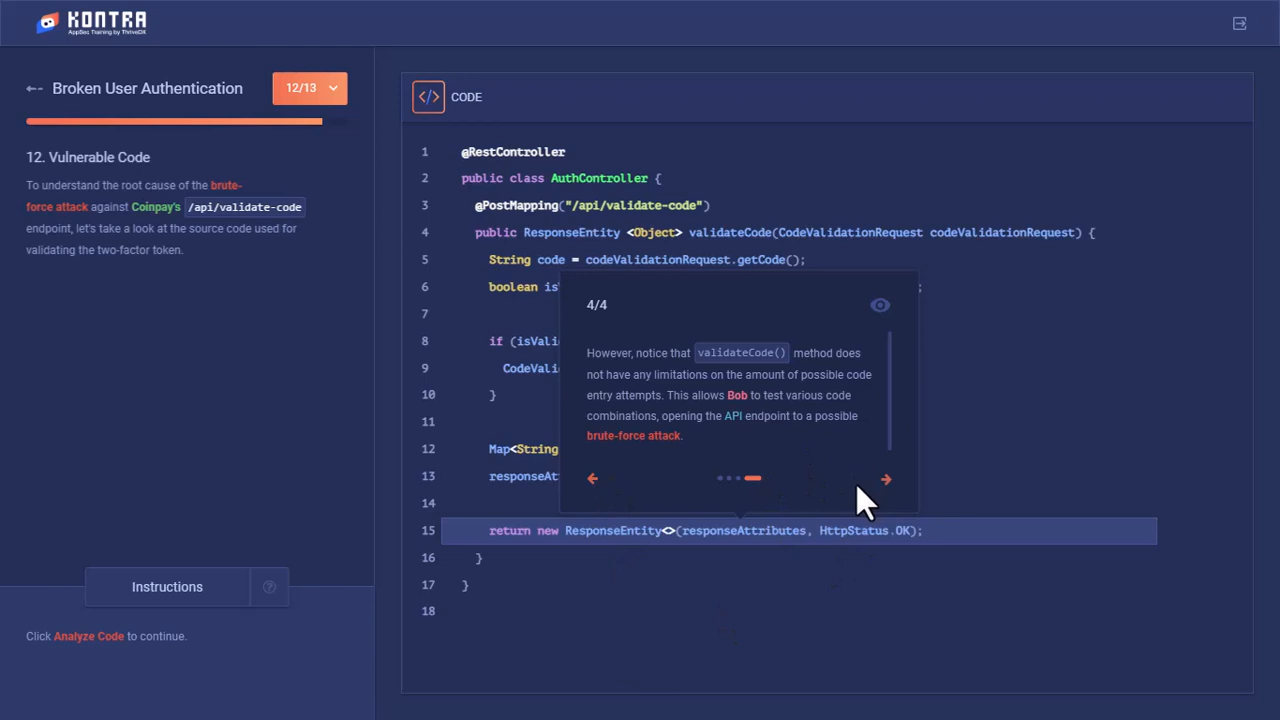 KONTRA
AppSec Training by ThriveDX
Broken User Authentication
12/13
12. Vulnerable Code
To understand the root cause of the brute-
force attack against Coinpay's /api/validate-code
endpoint, let's take a look at the source code used for
validating the two-factor token.
Instructions
?
Click Analyze Code to continue.
</> CODE
1 @RestController
2 public class AuthController {
3 @PostMapping("/api/validate-code")
4 public ResponseEntity <Object> validateCode(CodeValidationRequest codeValidationRequest) {
5 String code = codeValidationRequest.getCode();
6 boolean ;
7
8 if
9
10 }
11
12 Map<String
13
14
15 return new ResponseEntity<>(responseAttributes, HttpStatus.OK);
16 }
17 }
18
4/4
However, notice that validateCode() method does
not have any limitations on the amount of possible code
entry attempts. This allows Bob to test various code
combinations, opening the API endpoint to a possible
brute-force attack.